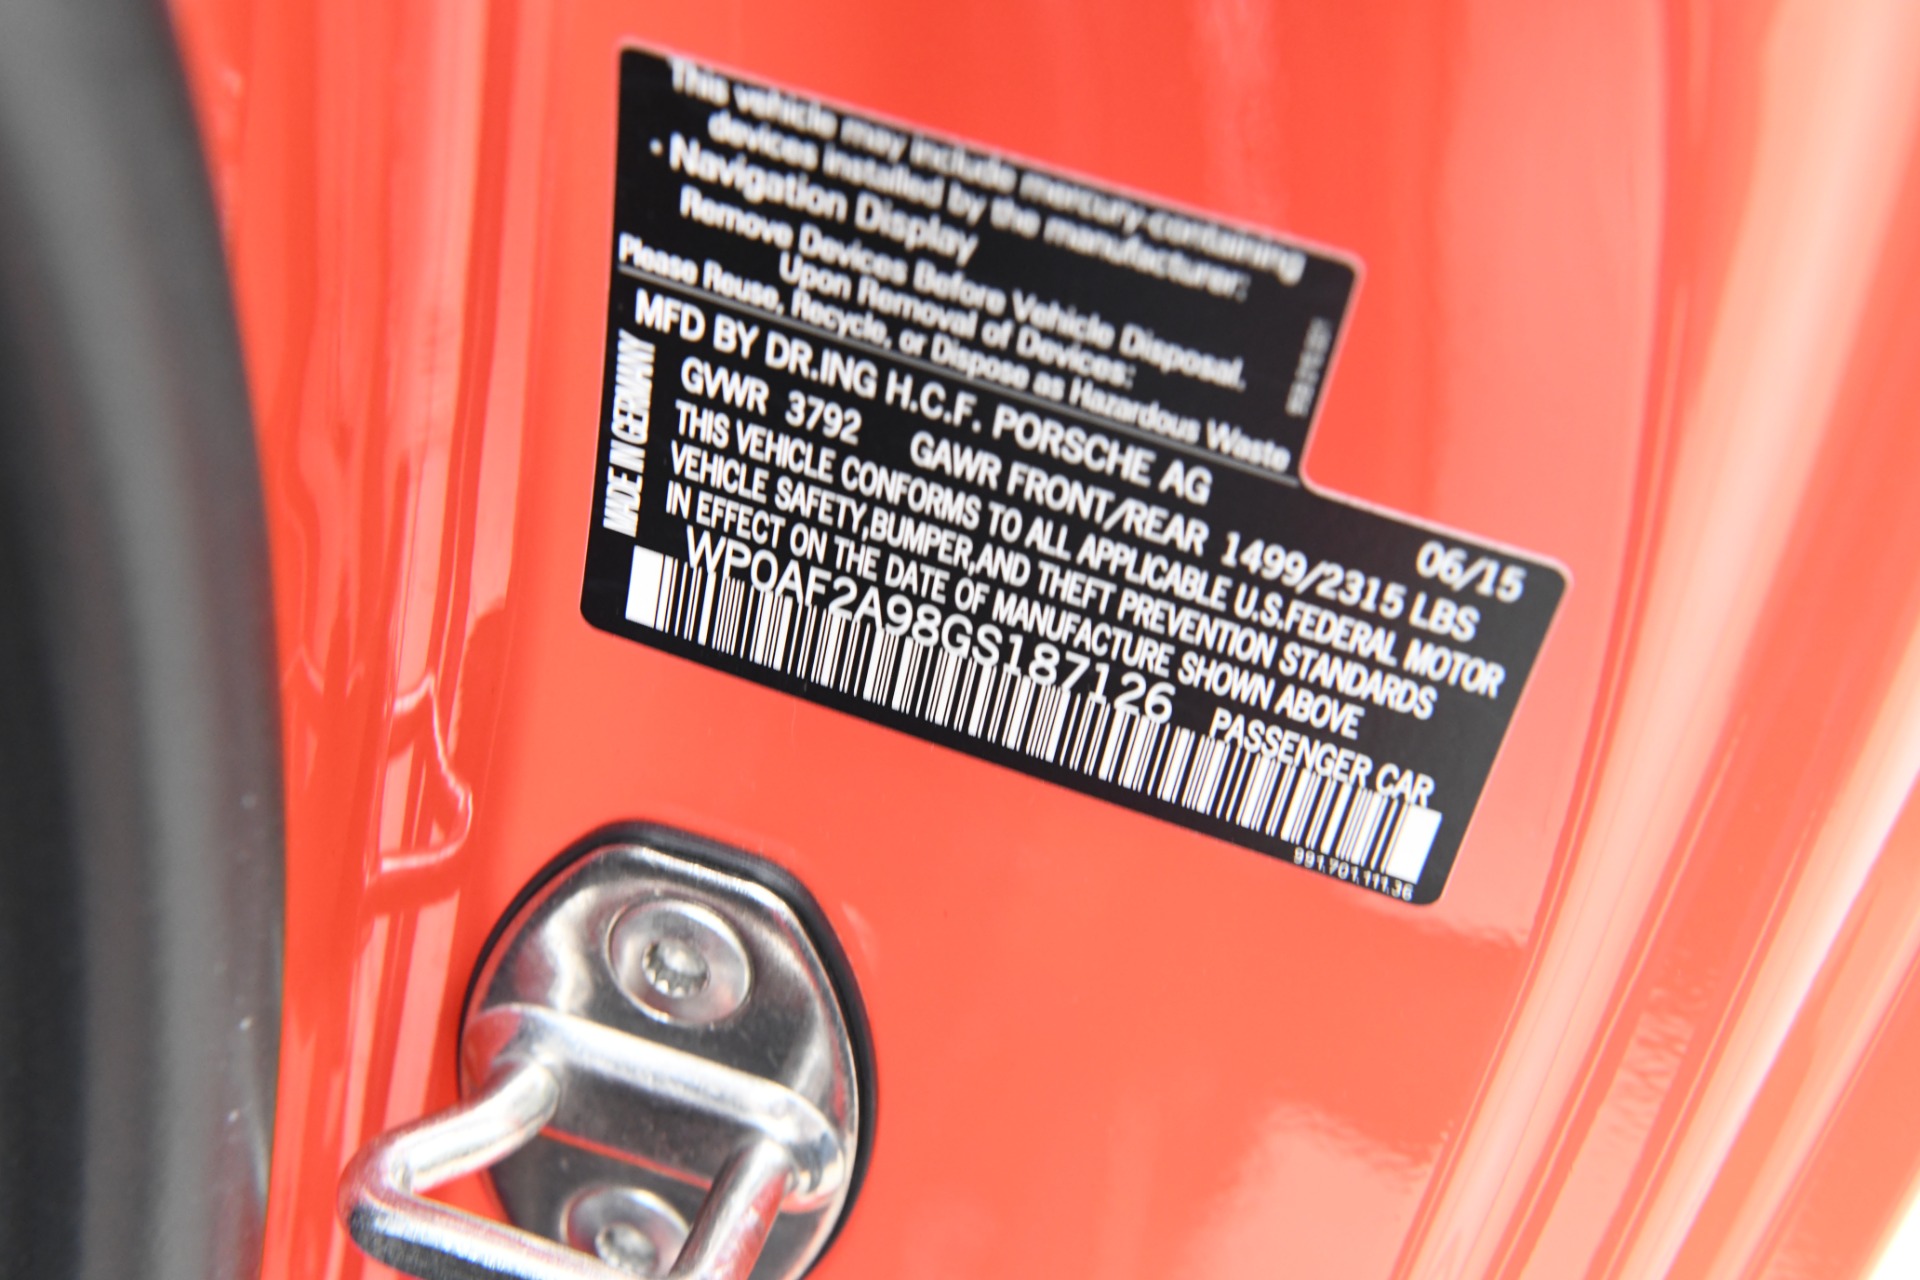 This vehicle may include mercury-containing
devices installed by the manufacturer:
• Navigation Display
Remove Devices Before Vehicle Disposal.
Upon Removal of Devices:
Please Reuse, Recycle, or Dispose as Hazardous Waste
MFD BY DR.ING H.C.F. PORSCHE AG 06/15
GVWR 3792 GAWR FRONT/REAR 1499/2315 LBS
THIS VEHICLE CONFORMS TO ALL APPLICABLE U.S.FEDERAL MOTOR
VEHICLE SAFETY,BUMPER,AND THEFT PREVENTION STANDARDS
IN EFFECT ON THE DATE OF MANUFACTURE SHOWN ABOVE
WP0AF2A98GS187126 PASSENGER CAR
MADE IN GERMANY
991.701.111.36